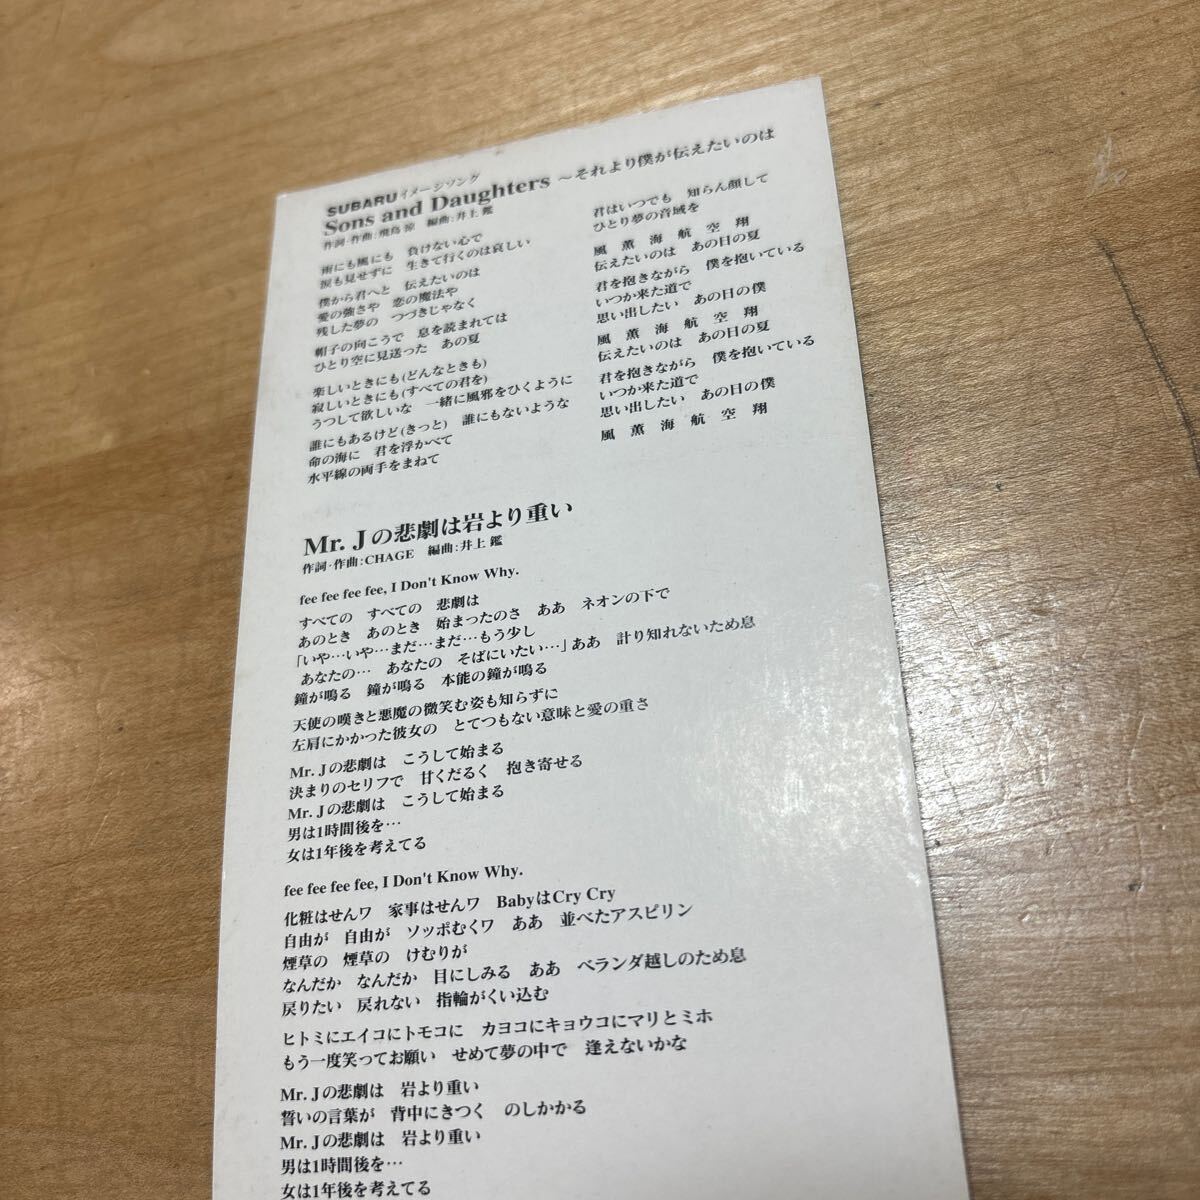 SUBARUイメージソング
Sons and Daughters ～それより僕が伝えたいのは
作詞・作曲:飛鳥 涼　編曲:井上 鑑
雨にも風にも　負けない心で
涙も見せずに　生きて行くのは哀しい
僕から君へと　伝えたいのは
愛の強さや　恋の魔法や
残した夢の　つづきじゃなく
帽子の向こうで　息を読まれては
ひとり空に見送った　あの夏
楽しいときにも(どんなときも)
寂しいときにも(すべての君を)
うつして欲しいな　一緒に風邪をひくように
誰にもあるけど(きっと)　誰にもないような
命の海に　君を浮かべて
水平線の両手をまねて
君はいつでも　知らん顔して
ひとり夢の音域を
風　薫　海　航　空　翔
伝えたいのは　あの日の夏
君を抱きながら　僕を抱いている
いつか来た道で
思い出したい　あの日の僕
風　薫　海　航　空　翔
伝えたいのは　あの日の夏
君を抱きながら　僕を抱いている
いつか来た道で
思い出したい　あの日の僕
風　薫　海　航　空　翔
Mr. Jの悲劇は岩より重い
作詞・作曲:CHAGE　編曲:井上 鑑
fee fee fee fee, I Don't Know Why.
すべての　すべての　悲劇は
あのとき　あのとき　始まったのさ　ああ　ネオンの下で
「いや…いや…まだ…まだ…もう少し
あなたの…　あなたの　そばにいたい…」ああ　計り知れないため息
鐘が鳴る　鐘が鳴る　本能の鐘が鳴る
天使の嘆きと悪魔の微笑む姿も知らずに
左肩にかかった彼女の　とてつもない意味と愛の重さ
Mr. Jの悲劇は　こうして始まる
決まりのセリフで　甘くだるく　抱き寄せる
Mr. Jの悲劇は　こうして始まる
男は1時間後を…
女は1年後を考えてる
fee fee fee fee, I Don't Know Why.
化粧はせんワ　家事はせんワ　BabyはCry Cry
自由が　自由が　ソッポむくワ　ああ　並べたアスピリン
煙草の　煙草の　けむりが
なんだか　なんだか　目にしみる　ああ　ベランダ越しのため息
戻りたい　戻れない　指輪がくい込む
ヒトミにエイコにトモコに　カヨコにキョウコにマリとミホ
もう一度笑ってお願い　せめて夢の中で　逢えないかな
Mr. Jの悲劇は　岩より重い
誓いの言葉が　背中にきつく　のしかかる
Mr. Jの悲劇は　岩より重い
男は1時間後を…
女は1年後を考えてる